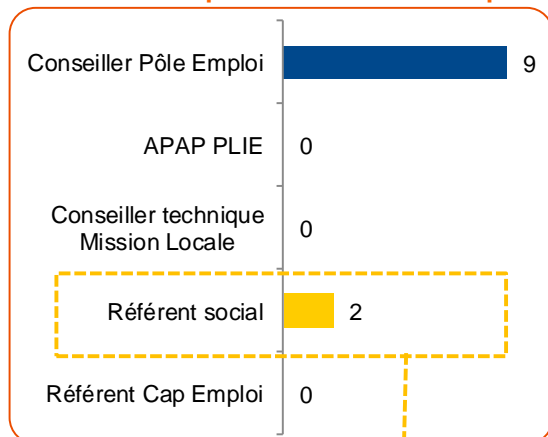 Conseiller Pôle Emploi 9
APAP PLIE 0
Conseiller technique
Mission Locale 0
Référent social 2
Référent Cap Emploi 0